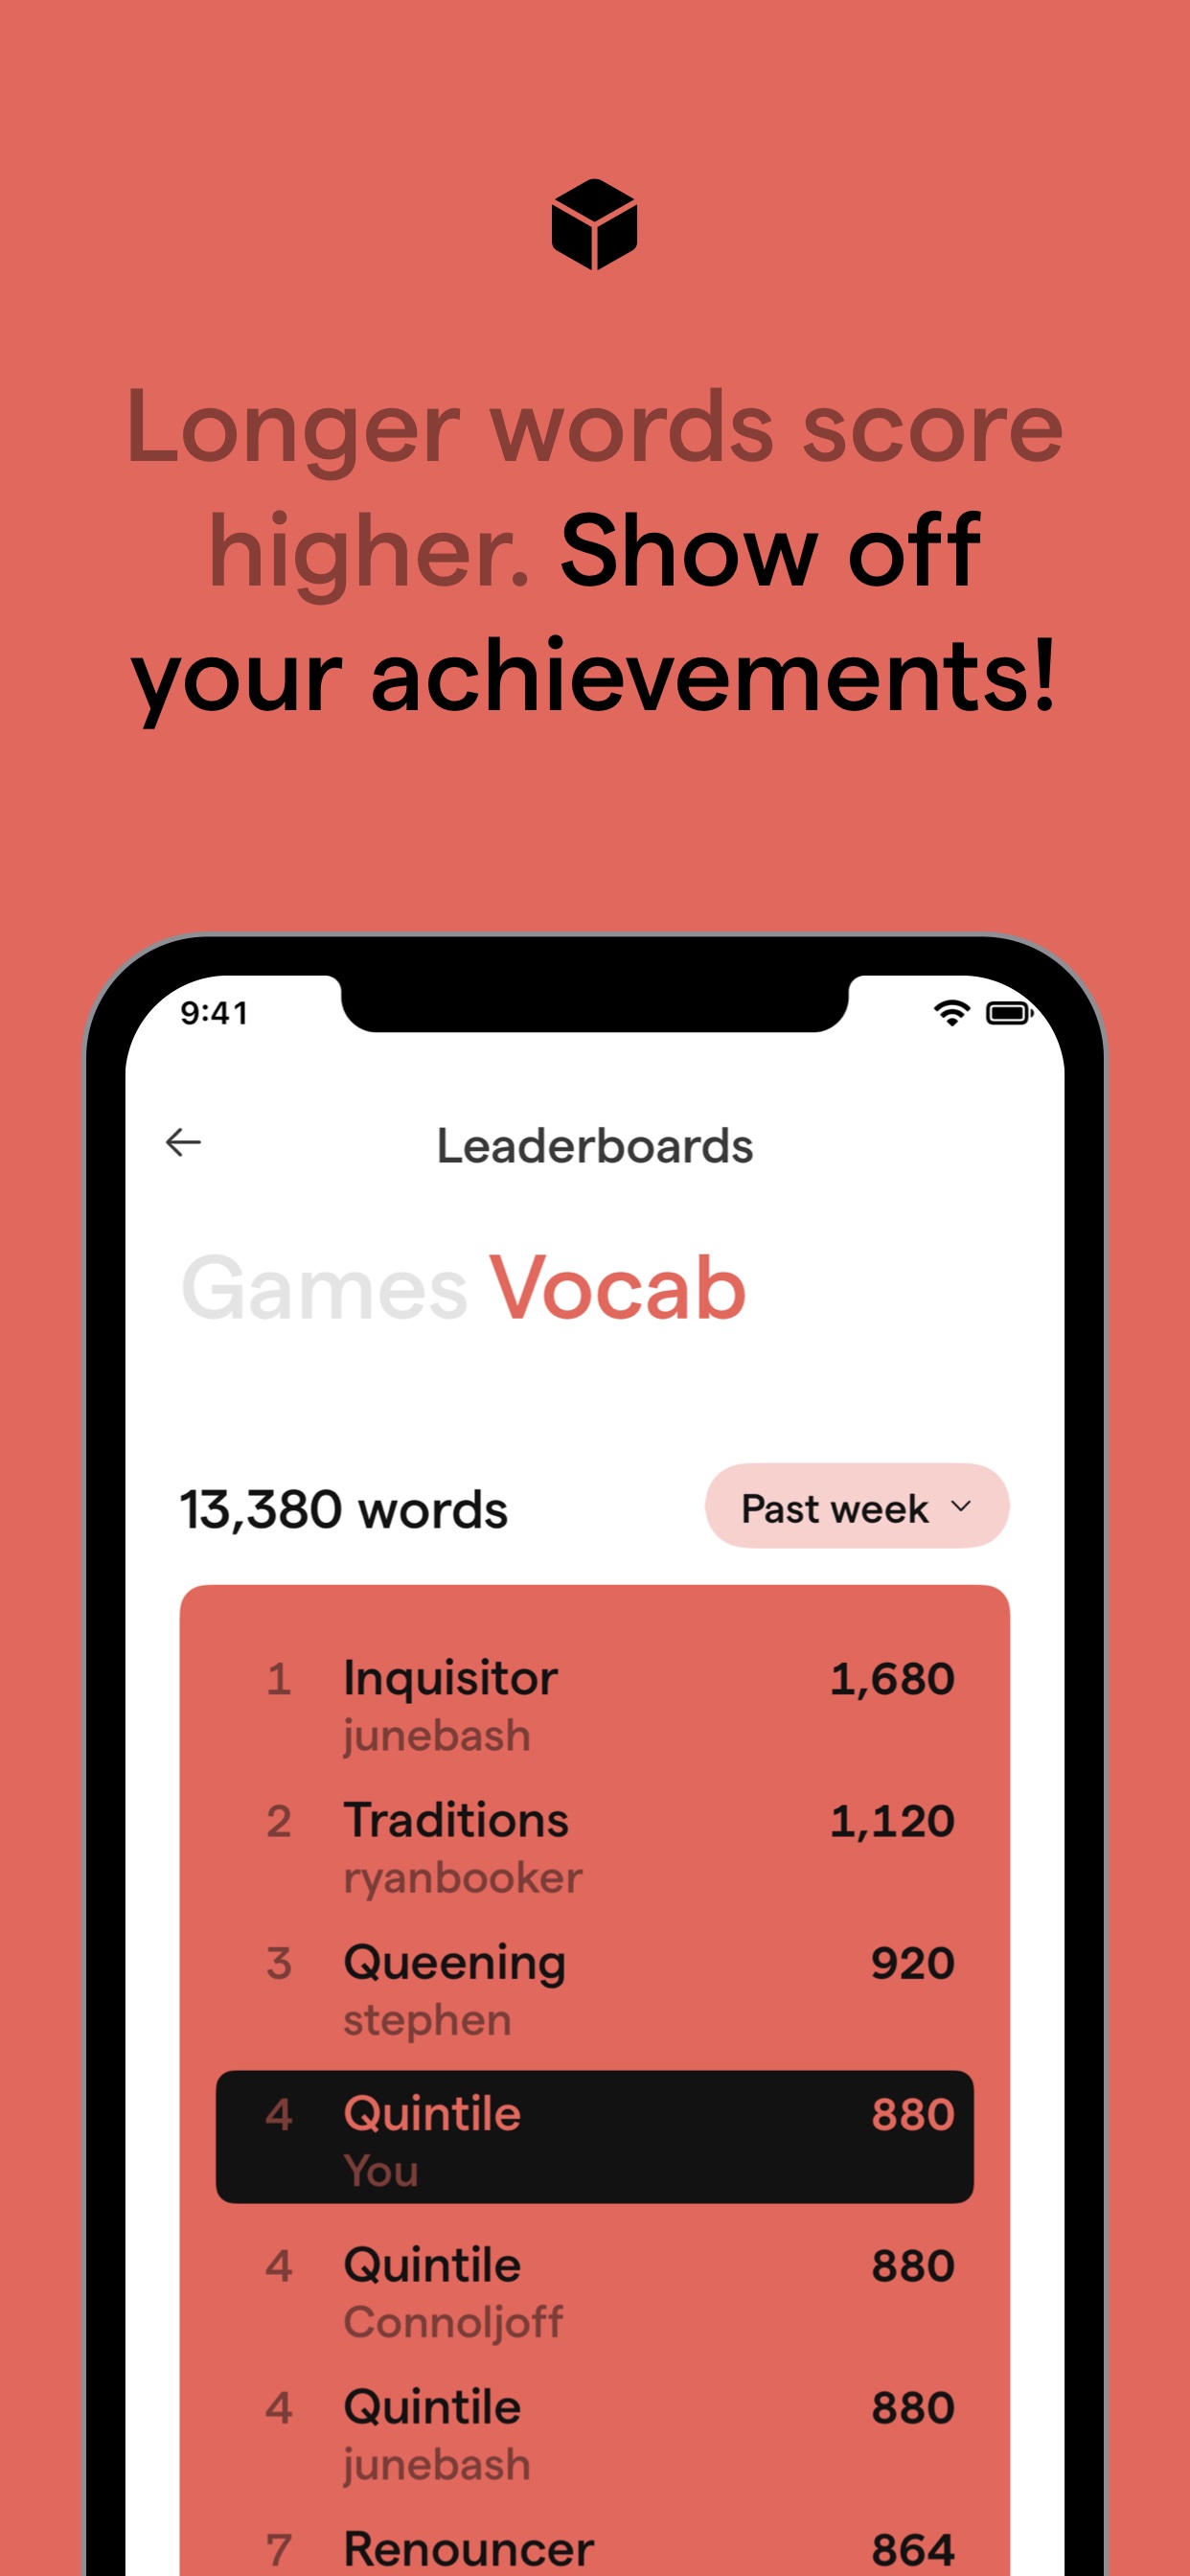 Longer words score
higher. Show off
your achievements!
9:41
Leaderboards
Games Vocab
13,380 words
Past week
1 Inquisitor 1,680
junebash
2 Traditions 1,120
ryanbooker
3 Queening 920
stephen
4 Quintile 880
You
4 Quintile 880
Connoljoff
4 Quintile 880
junebash
7 Renouncer 864